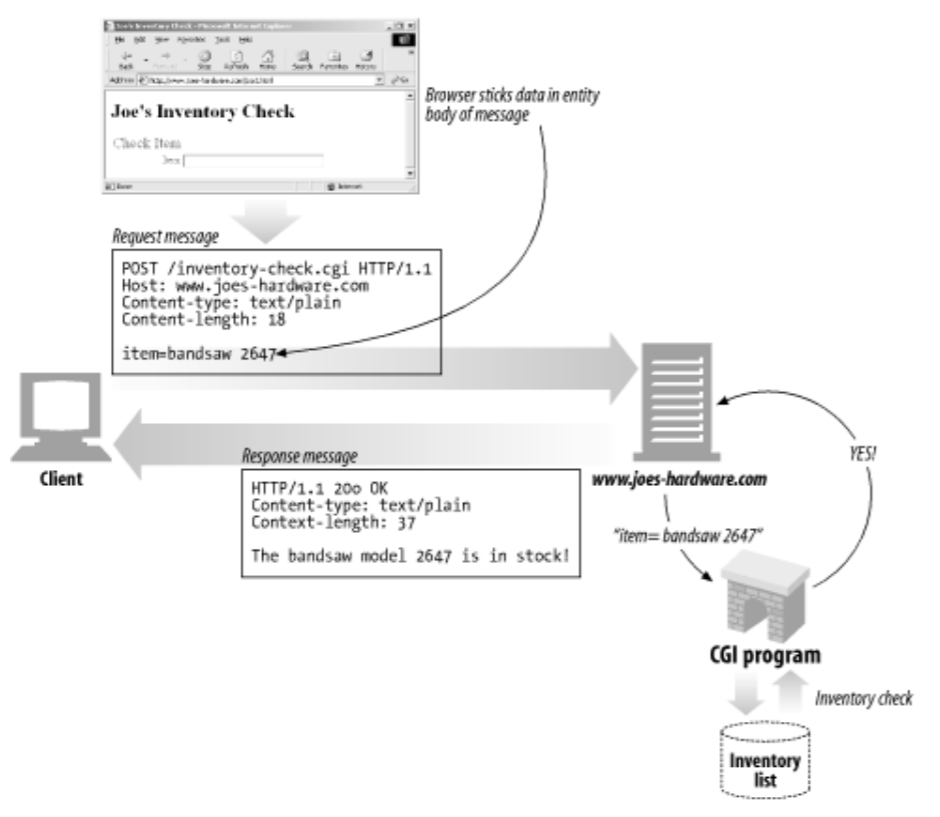 Joe's Inventory Check - Microsoft Internet Explorer
File Edit View Favorites Tools Help
Back Stop Refresh Home Search Favorites History
Address
Go
Joe's Inventory Check
Check Item
Item
Done Internet
Browser sticks data in entity
body of message
Request message
POST /inventory-check.cgi HTTP/1.1
Host: www.joes-hardware.com
Content-type: text/plain
Content-length: 18
item=bandsaw 2647
Client
Response message
HTTP/1.1 20o OK
Content-type: text/plain
Context-length: 37
The bandsaw model 2647 is in stock!
www.joes-hardware.com
YES!
"item= bandsaw 2647"
CGI program
Inventory check
Inventory
list